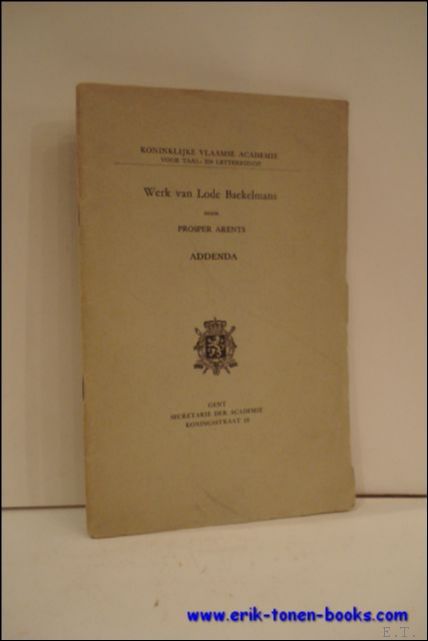 KONINKLIJKE VLAAMSE ACADEMIE
VOOR TAAL- EN LETTERKUNDE
Werk van Lode Baekelmans
DOOR
PROSPER ARENTS
ADDENDA
GENT
SECRETARIE DER ACADEMIE
KONINGSTRAAT 18
www.erik-tonen-books.com
E.T.